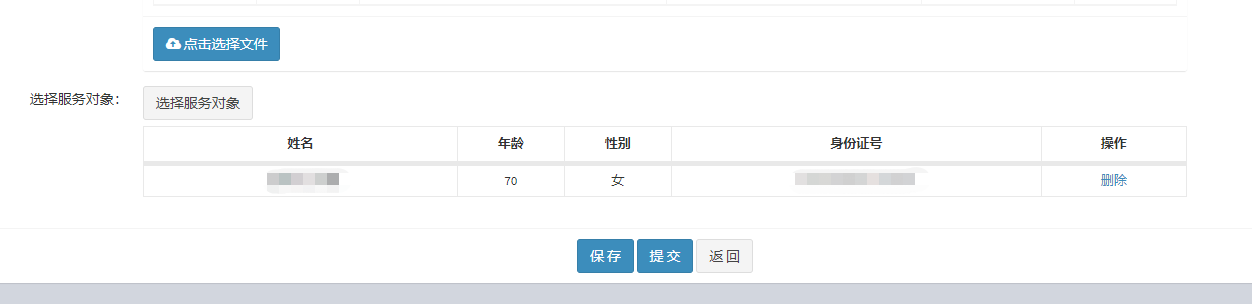 点击选择文件
选择服务对象：
选择服务对象
姓名 年龄 性别 身份证号 操作
70 女 删除
保存 提交 返回